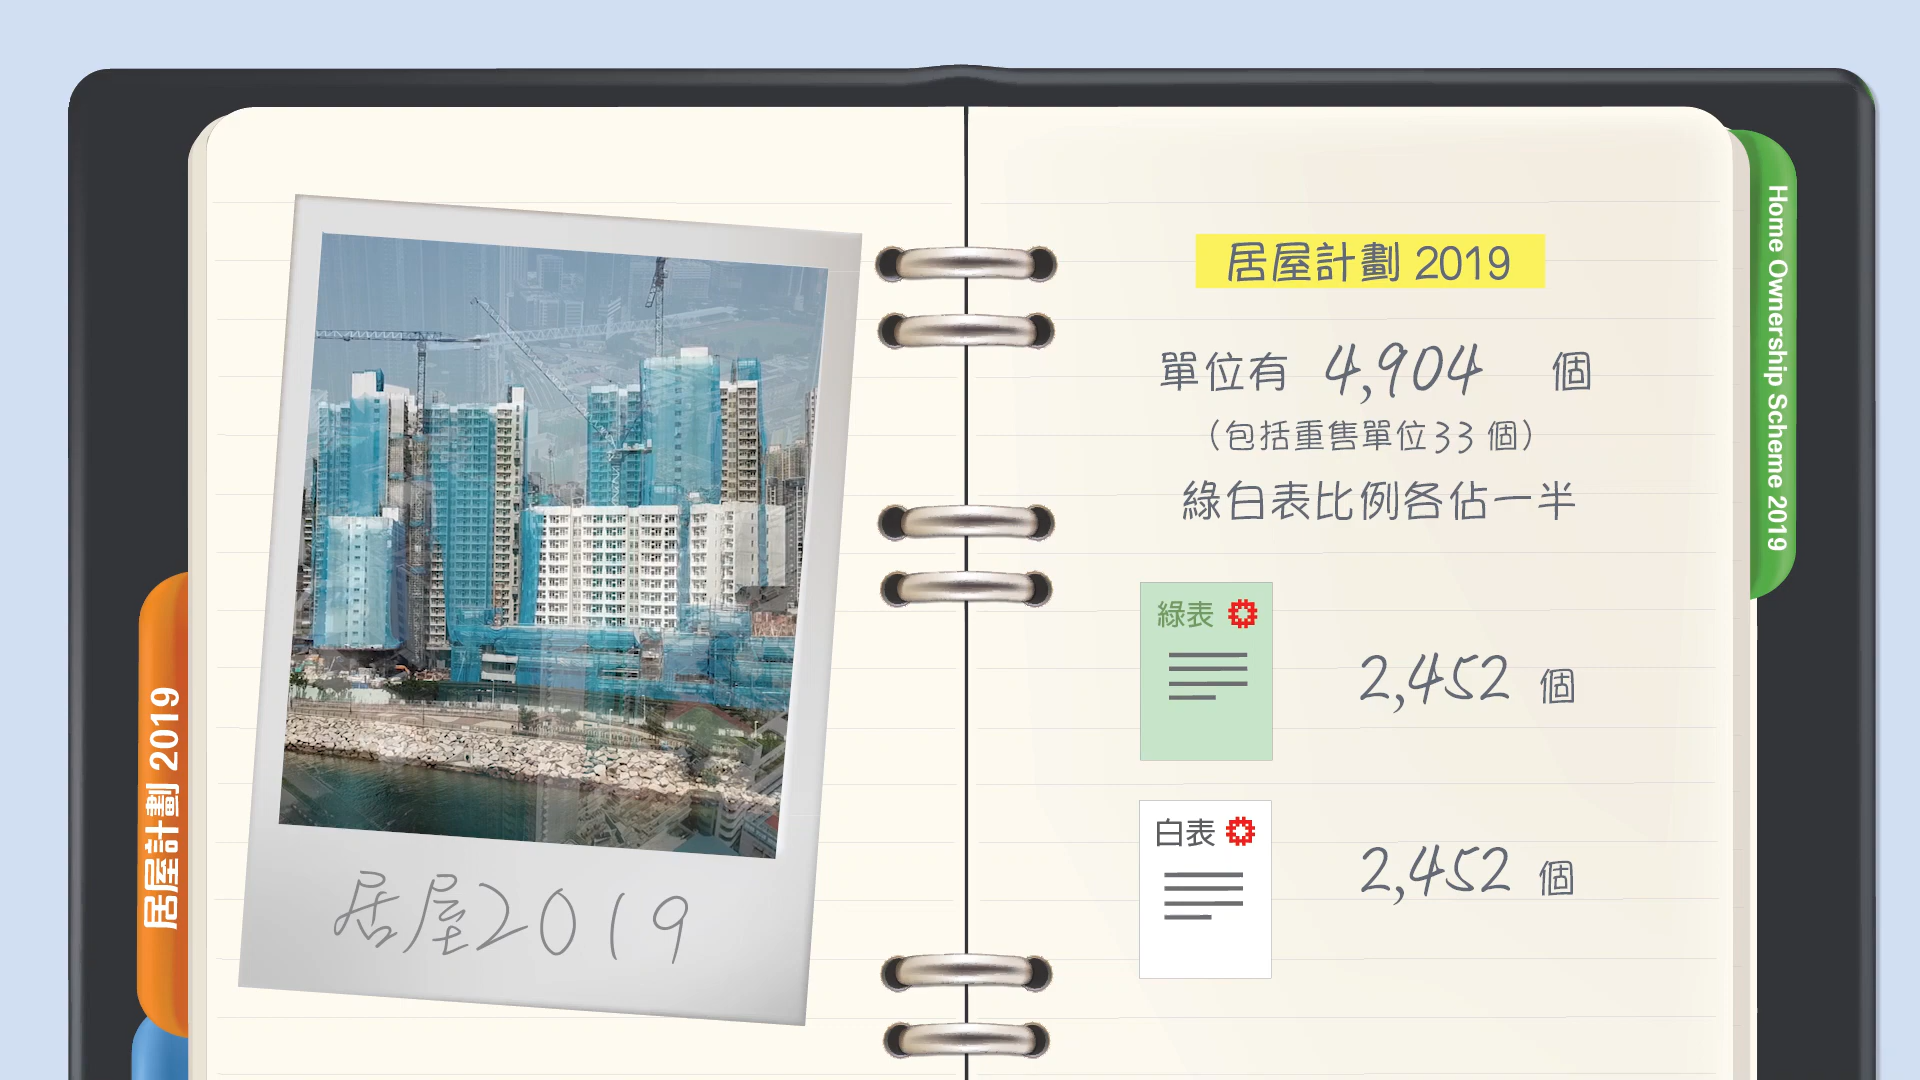 居屋計劃 2019
居屋2019
居屋計劃 2019
單位有 4,904 個
（包括重售單位33 個）
綠白表比例各佔一半
綠表
2,452 個
白表
2,452 個
Home Ownership Scheme 2019